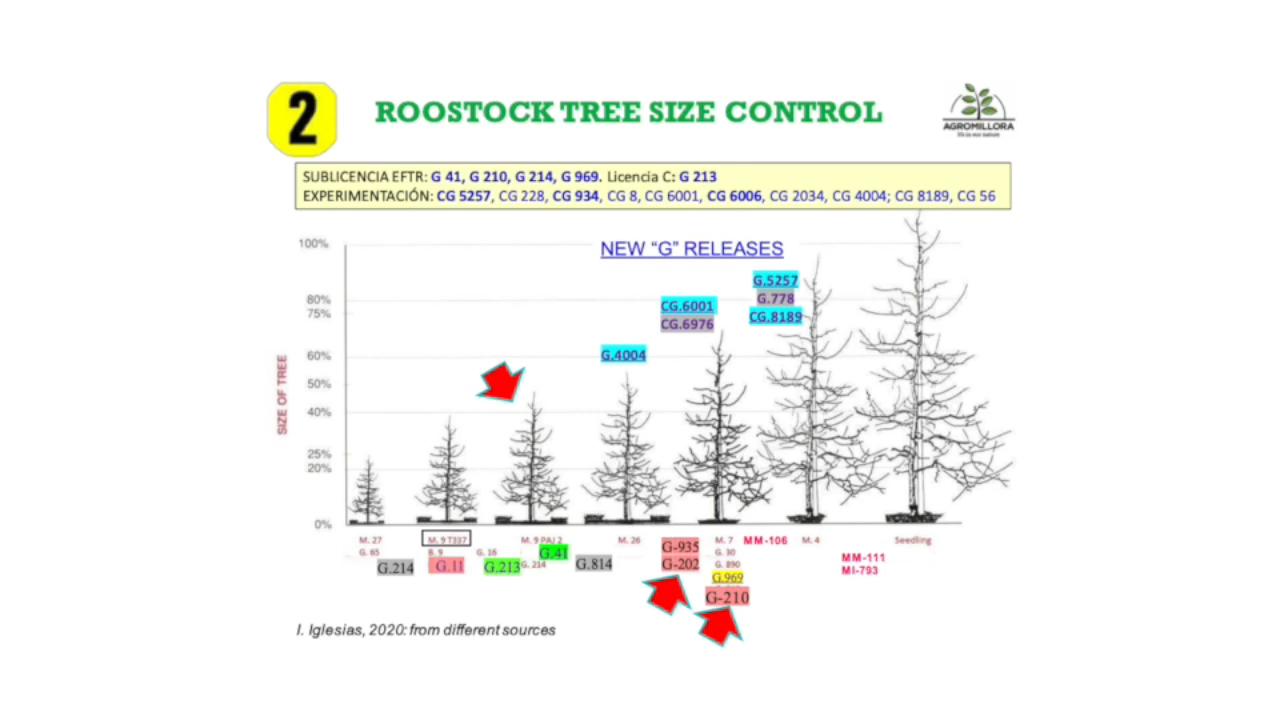 2
ROOSTOCK TREE SIZE CONTROL
AGROMILLORA
life in our nature
SUBLICENCIA EFTR: G 41, G 210, G 214, G 969. Licencia C: G 213
EXPERIMENTACIÓN: CG 5257, CG 228, CG 934, CG 8, CG 6001, CG 6006, CG 2034, CG 4004; CG 8189, CG 56
NEW “G” RELEASES
SIZE OF TREE
100%
80%
75%
60%
50%
40%
25%
20%
0%
G.5257
G.778
CG.8189
CG.6001
CG.6976
G.4004
M. 27
G. 65
G.214
M. 9 T337
B. 9
G.11
G. 16
G.213
M. 9 PAJ 2
G.41
G. 214
G.814
M. 26
G-935
G-202
M. 7
G. 30
G. 890
G.969
G-210
MM-106
M. 4
MM-111
MI-793
Seedling
I. Iglesias, 2020: from different sources